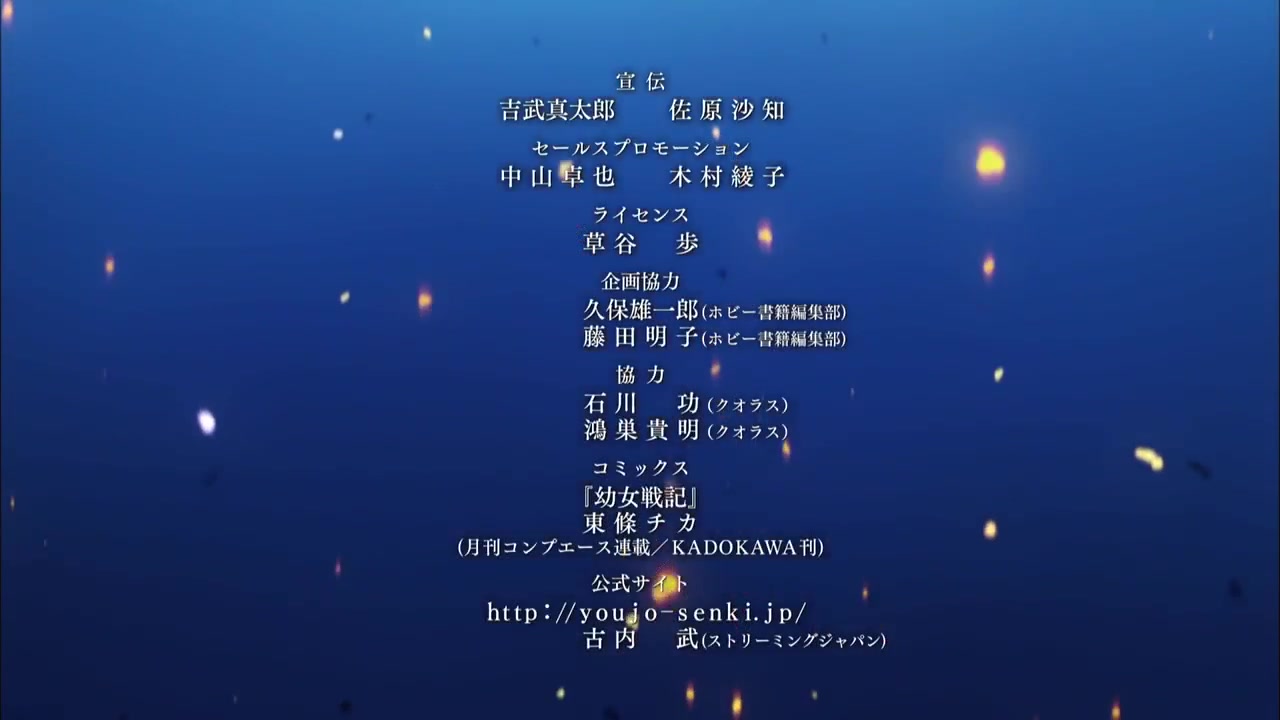 宣伝
吉武真太郎　佐原沙知
セールスプロモーション
中山卓也　木村綾子
ライセンス
草谷　歩
企画協力
久保雄一郎(ホビー書籍編集部)
藤田明子(ホビー書籍編集部)
協力
石川　功(クオラス)
鴻巣貴明(クオラス)
コミックス
『幼女戦記』
東條チカ
(月刊コンプエース連載／KADOKAWA刊)
公式サイト
http://youjo-senki.jp/
古内　武(ストリーミングジャパン)